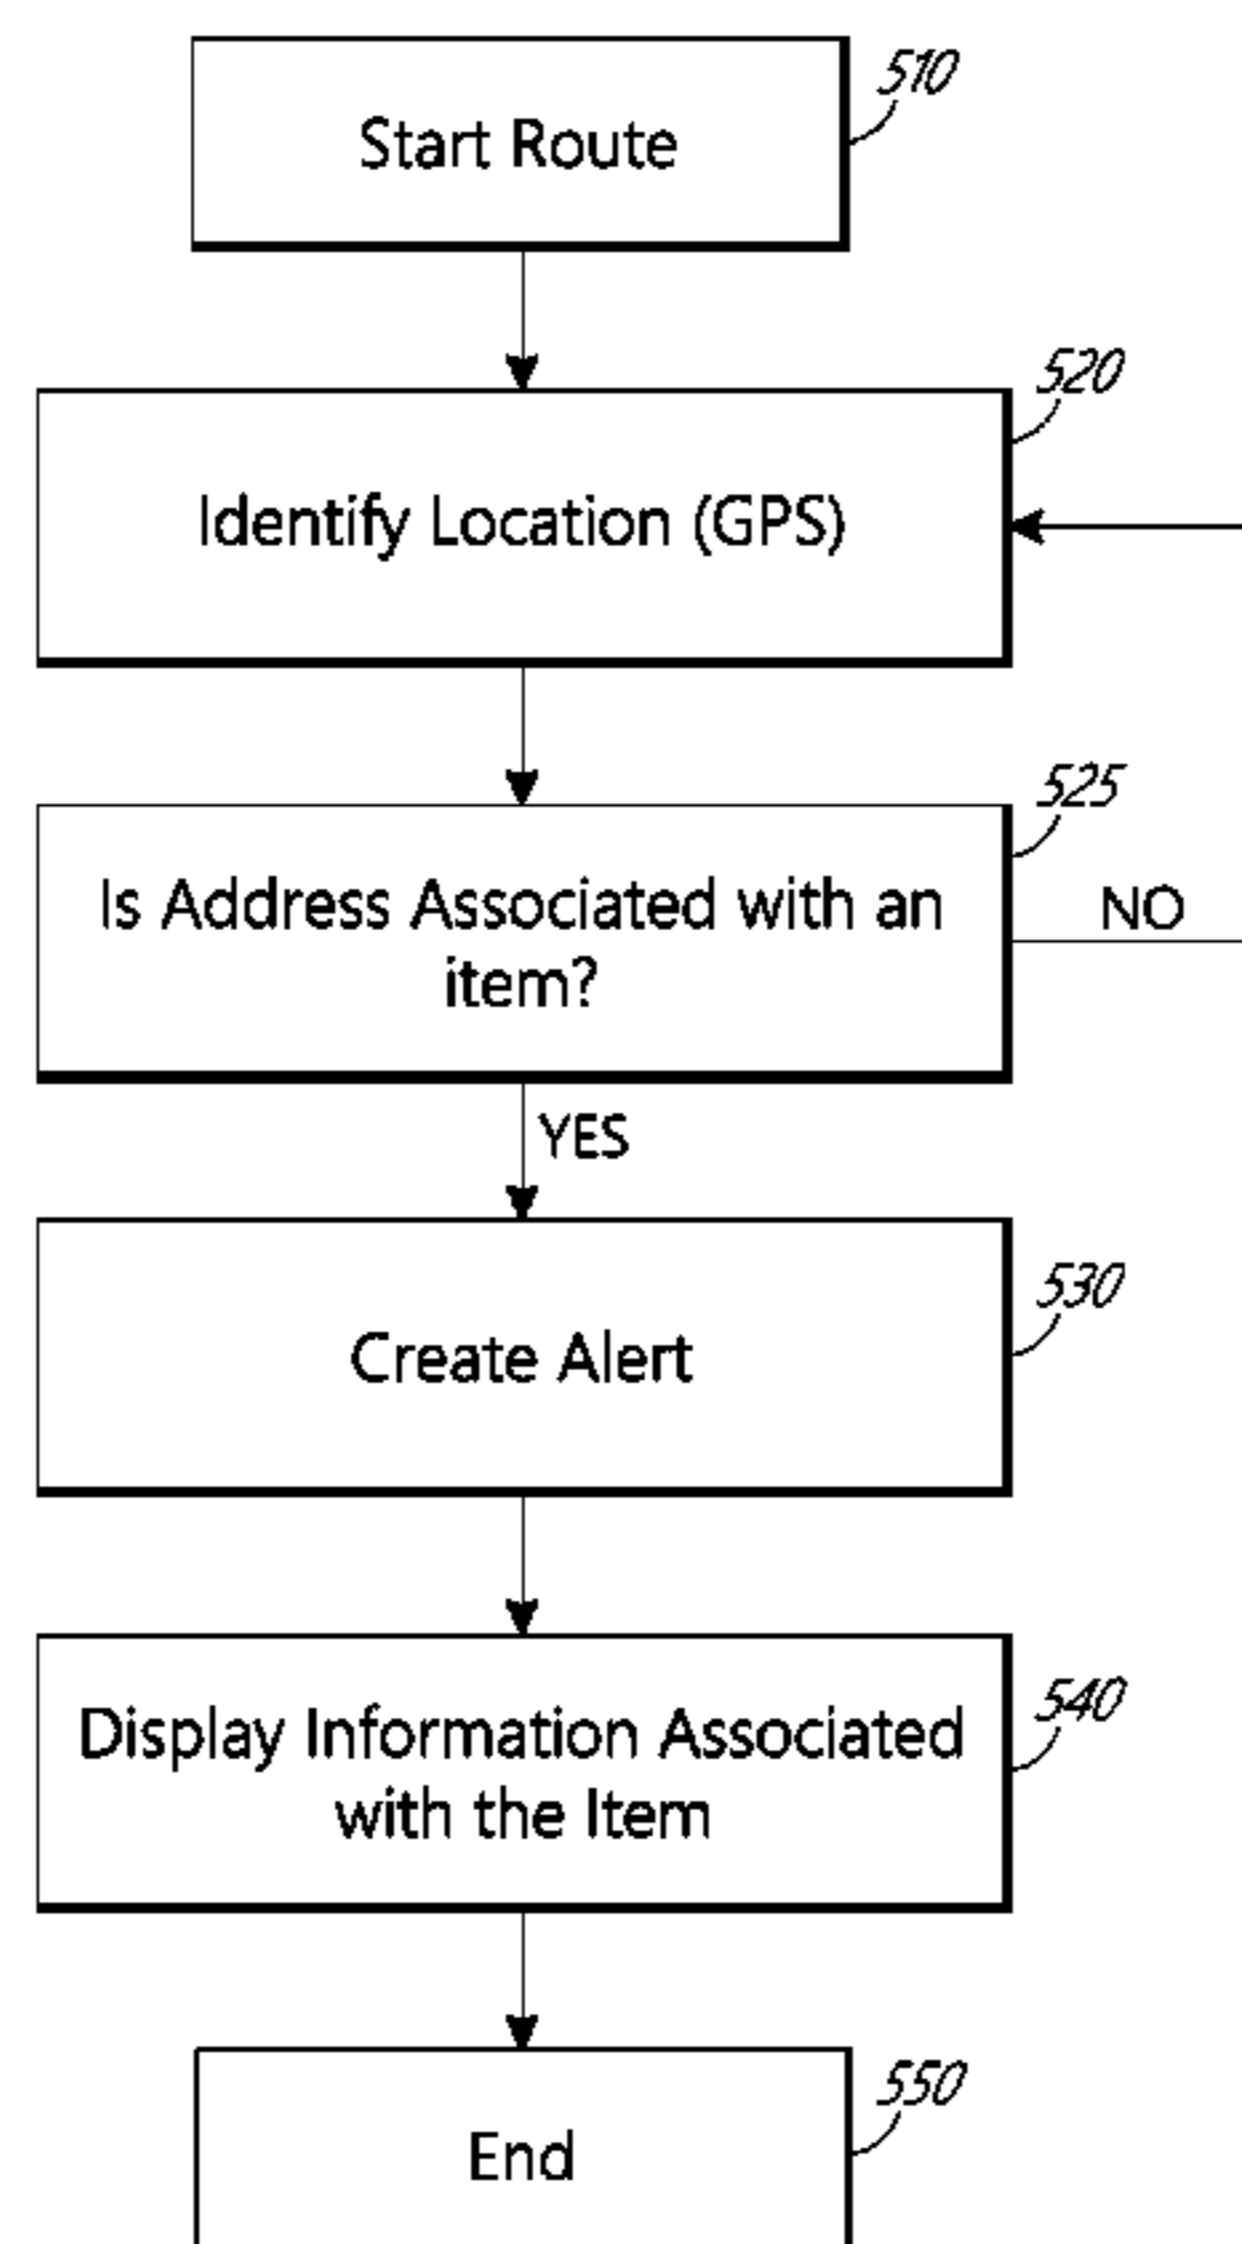 510
Start Route
520
Identify Location (GPS)
525
Is Address Associated with an
item?
NO
YES
530
Create Alert
540
Display Information Associated
with the Item
550
End